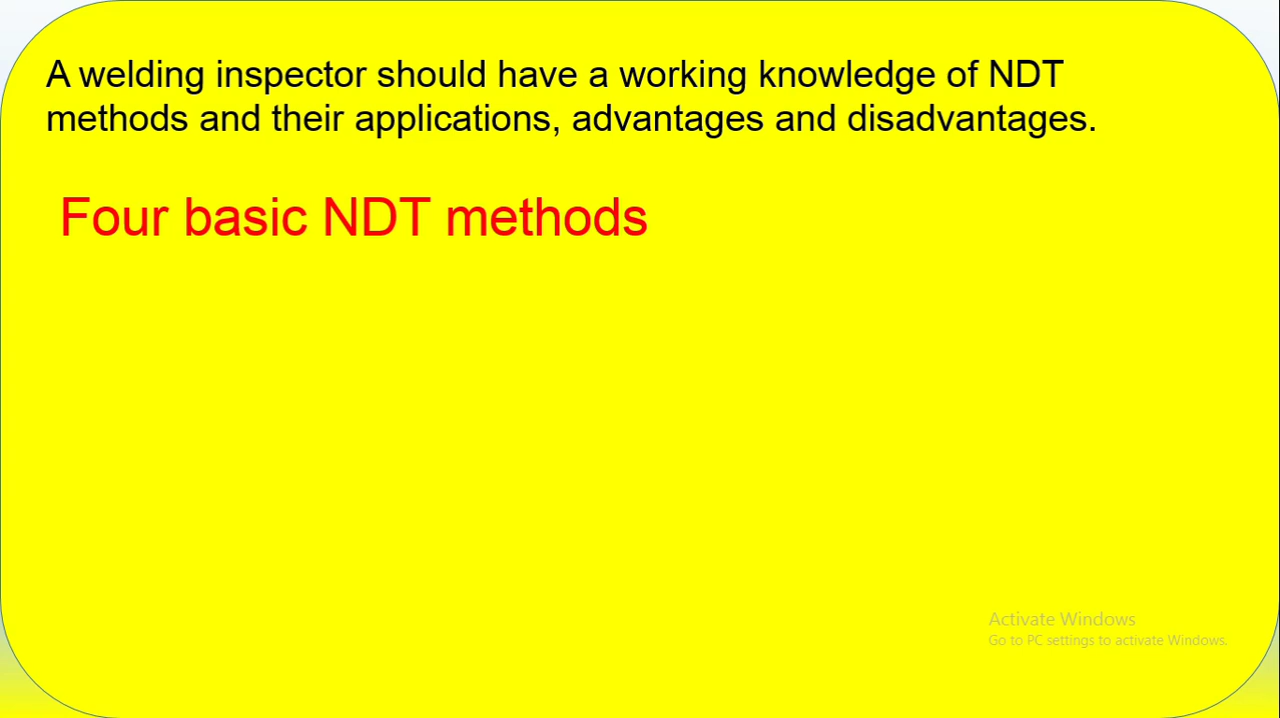 A welding inspector should have a working knowledge of NDT
methods and their applications, advantages and disadvantages.
Four basic NDT methods
Activate Windows
Go to PC settings to activate Windows.